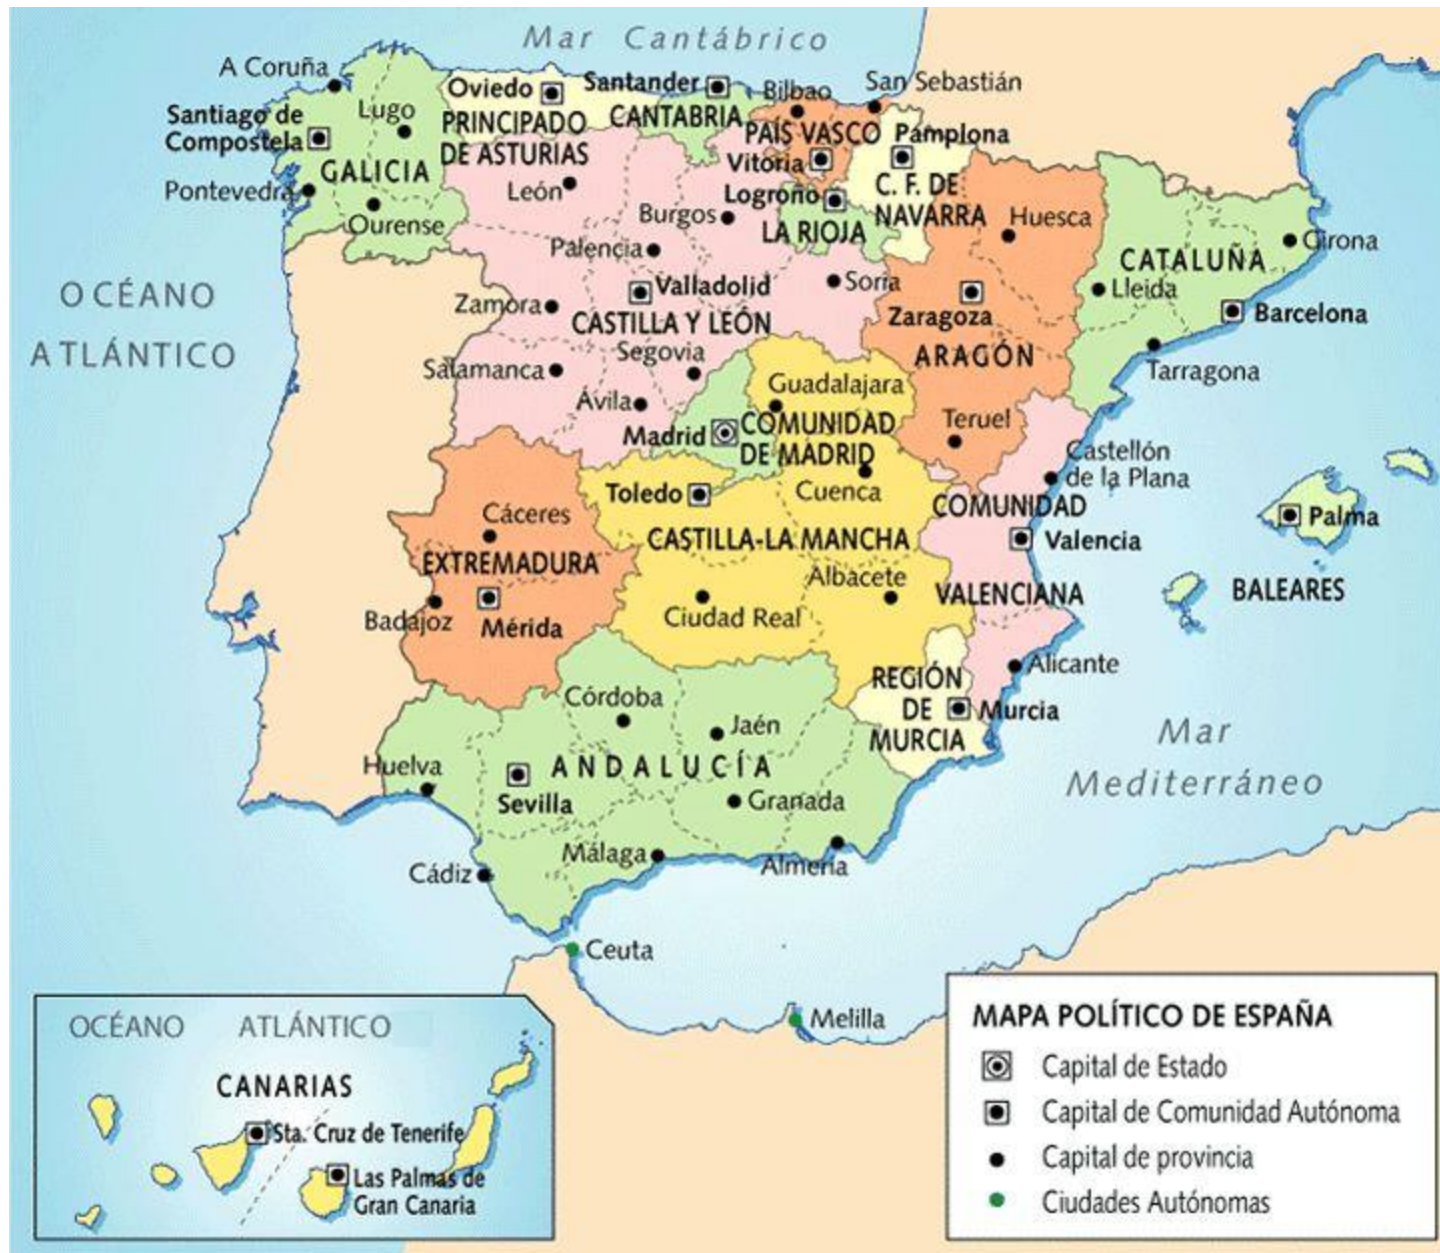 Mar Cantábrico
A Coruña
Lugo
Santiago de
Compostela
GALICIA
Pontevedra
Ourense
Oviedo
PRINCIPADO
DE ASTURIAS
Santander
CANTABRIA
Bilbao
San Sebastián
PAÍS VASCO
Vitoria
Pamplona
C. F. DE
NAVARRA
Logroño
LA RIOJA
León
Burgos
Palencia
Zamora
Valladolid
Soria
CASTILLA Y LEÓN
Segovia
Salamanca
Ávila
Huesca
Zaragoza
ARAGÓN
Teruel
CATALUÑA
Girona
Lleida
Barcelona
Tarragona
OCÉANO
ATLÁNTICO
Guadalajara
Madrid
COMUNIDAD
DE MADRID
Cuenca
Toledo
CASTILLA-LA MANCHA
Albacete
Ciudad Real
Castellón
de la Plana
COMUNIDAD
Valencia
VALENCIANA
Alicante
Palma
BALEARES
Cáceres
EXTREMADURA
Badajoz
Mérida
REGIÓN
DE
MURCIA
Murcia
Córdoba
Jaén
Huelva
ANDALUCÍA
Sevilla
Granada
Málaga
Almería
Cádiz
Mar
Mediterráneo
Ceuta
Melilla
OCÉANO ATLÁNTICO
CANARIAS
Sta. Cruz de Tenerife
Las Palmas de
Gran Canaria
MAPA POLÍTICO DE ESPAÑA
Capital de Estado
Capital de Comunidad Autónoma
Capital de provincia
Ciudades Autónomas